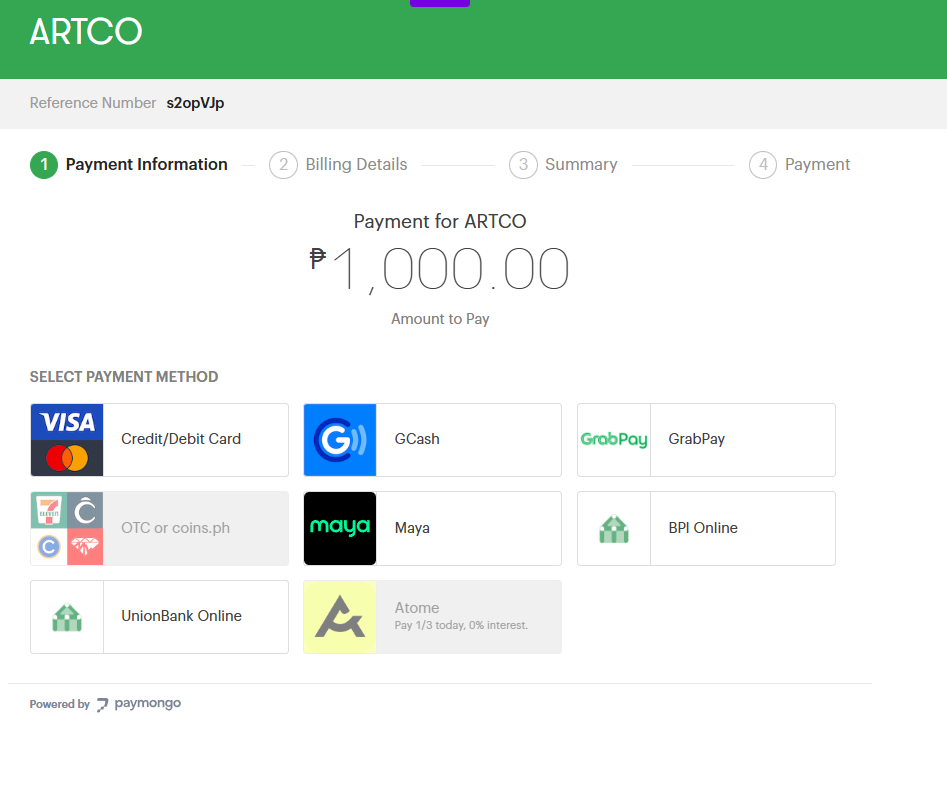 ARTCO
Reference Number s2opVJp
1 Payment Information 2 Billing Details 3 Summary 4 Payment
Payment for ARTCO
₱1,000.00
Amount to Pay
SELECT PAYMENT METHOD
VISA Credit/Debit Card
G GCash
GrabPay GrabPay
7 ELEVEN Ĉ C OTC or coins.ph
maya Maya
BPI Online
UnionBank Online
Atome
Pay 1/3 today, 0% interest.
Powered by paymongo